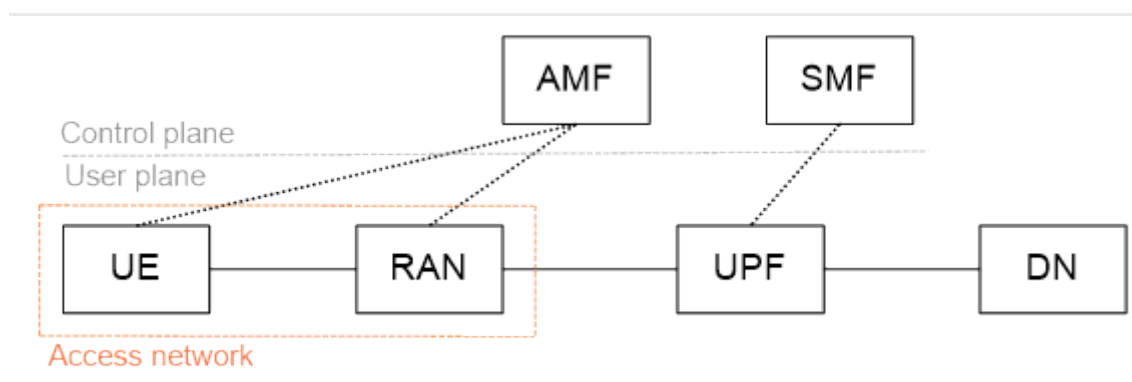 AMF
SMF
Control plane
User plane
UE
RAN
UPF
DN
Access network